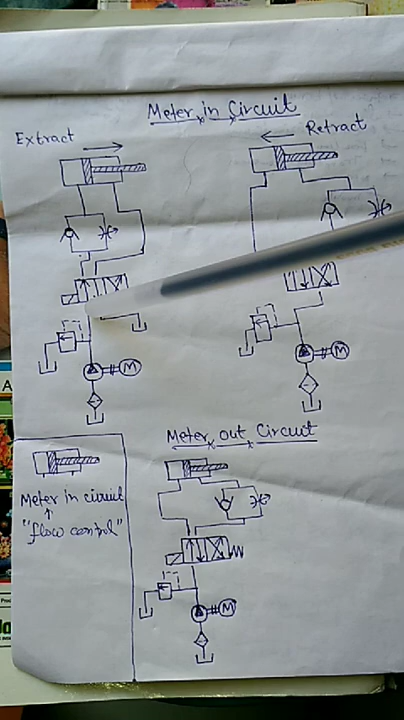 Meter in Circuit
Extract
Retract
M
M
Meter out Circuit
Meter in circuit
"flow control"
M